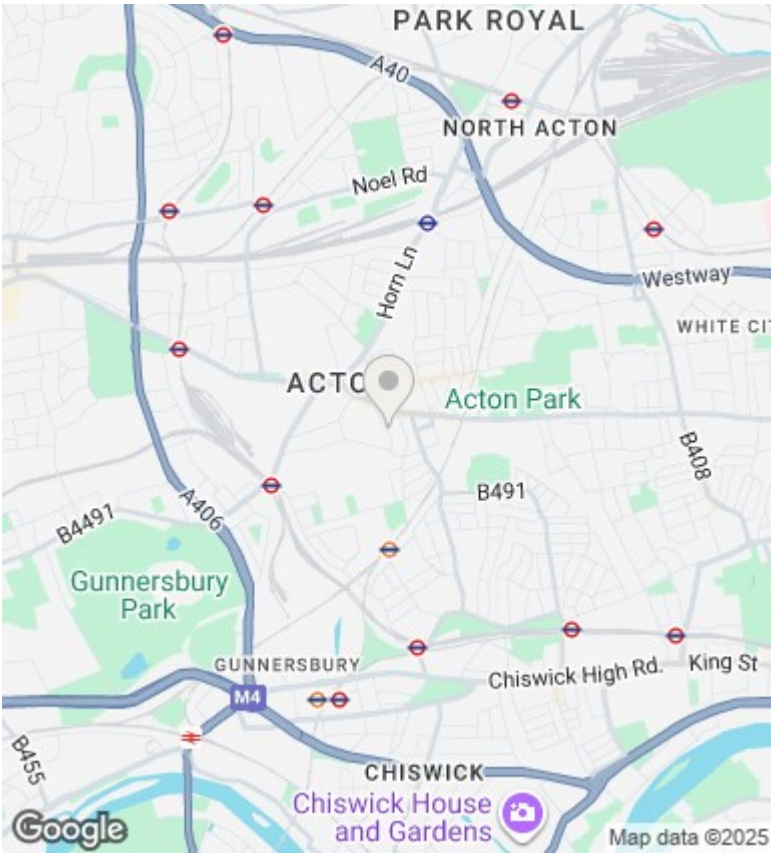 PARK ROYAL
A40
NORTH ACTON
Noel Rd
Horn Ln
Westway
WHITE CI
ACTO
Acton Park
B408
B491
A406
B4491
Gunnersbury
Park
GUNNERSBURY
Chiswick High Rd.
King St
M4
B455
CHISWICK
Chiswick House
and Gardens
Google
Map data ©2025